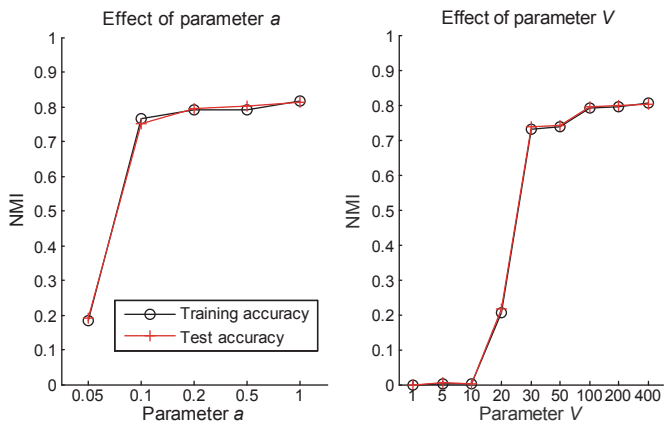 Effect of parameter a
1
0.9
0.8
0.7
0.6
0.5
0.4
0.3
0.2
0.1
0
NMI
Training accuracy
Test accuracy
0.05 0.1 0.2 0.5 1
Parameter a
Effect of parameter V
1
0.9
0.8
0.7
0.6
0.5
0.4
0.3
0.2
0.1
0
NMI
1 5 10 20 30 50 100 200 400
Parameter V